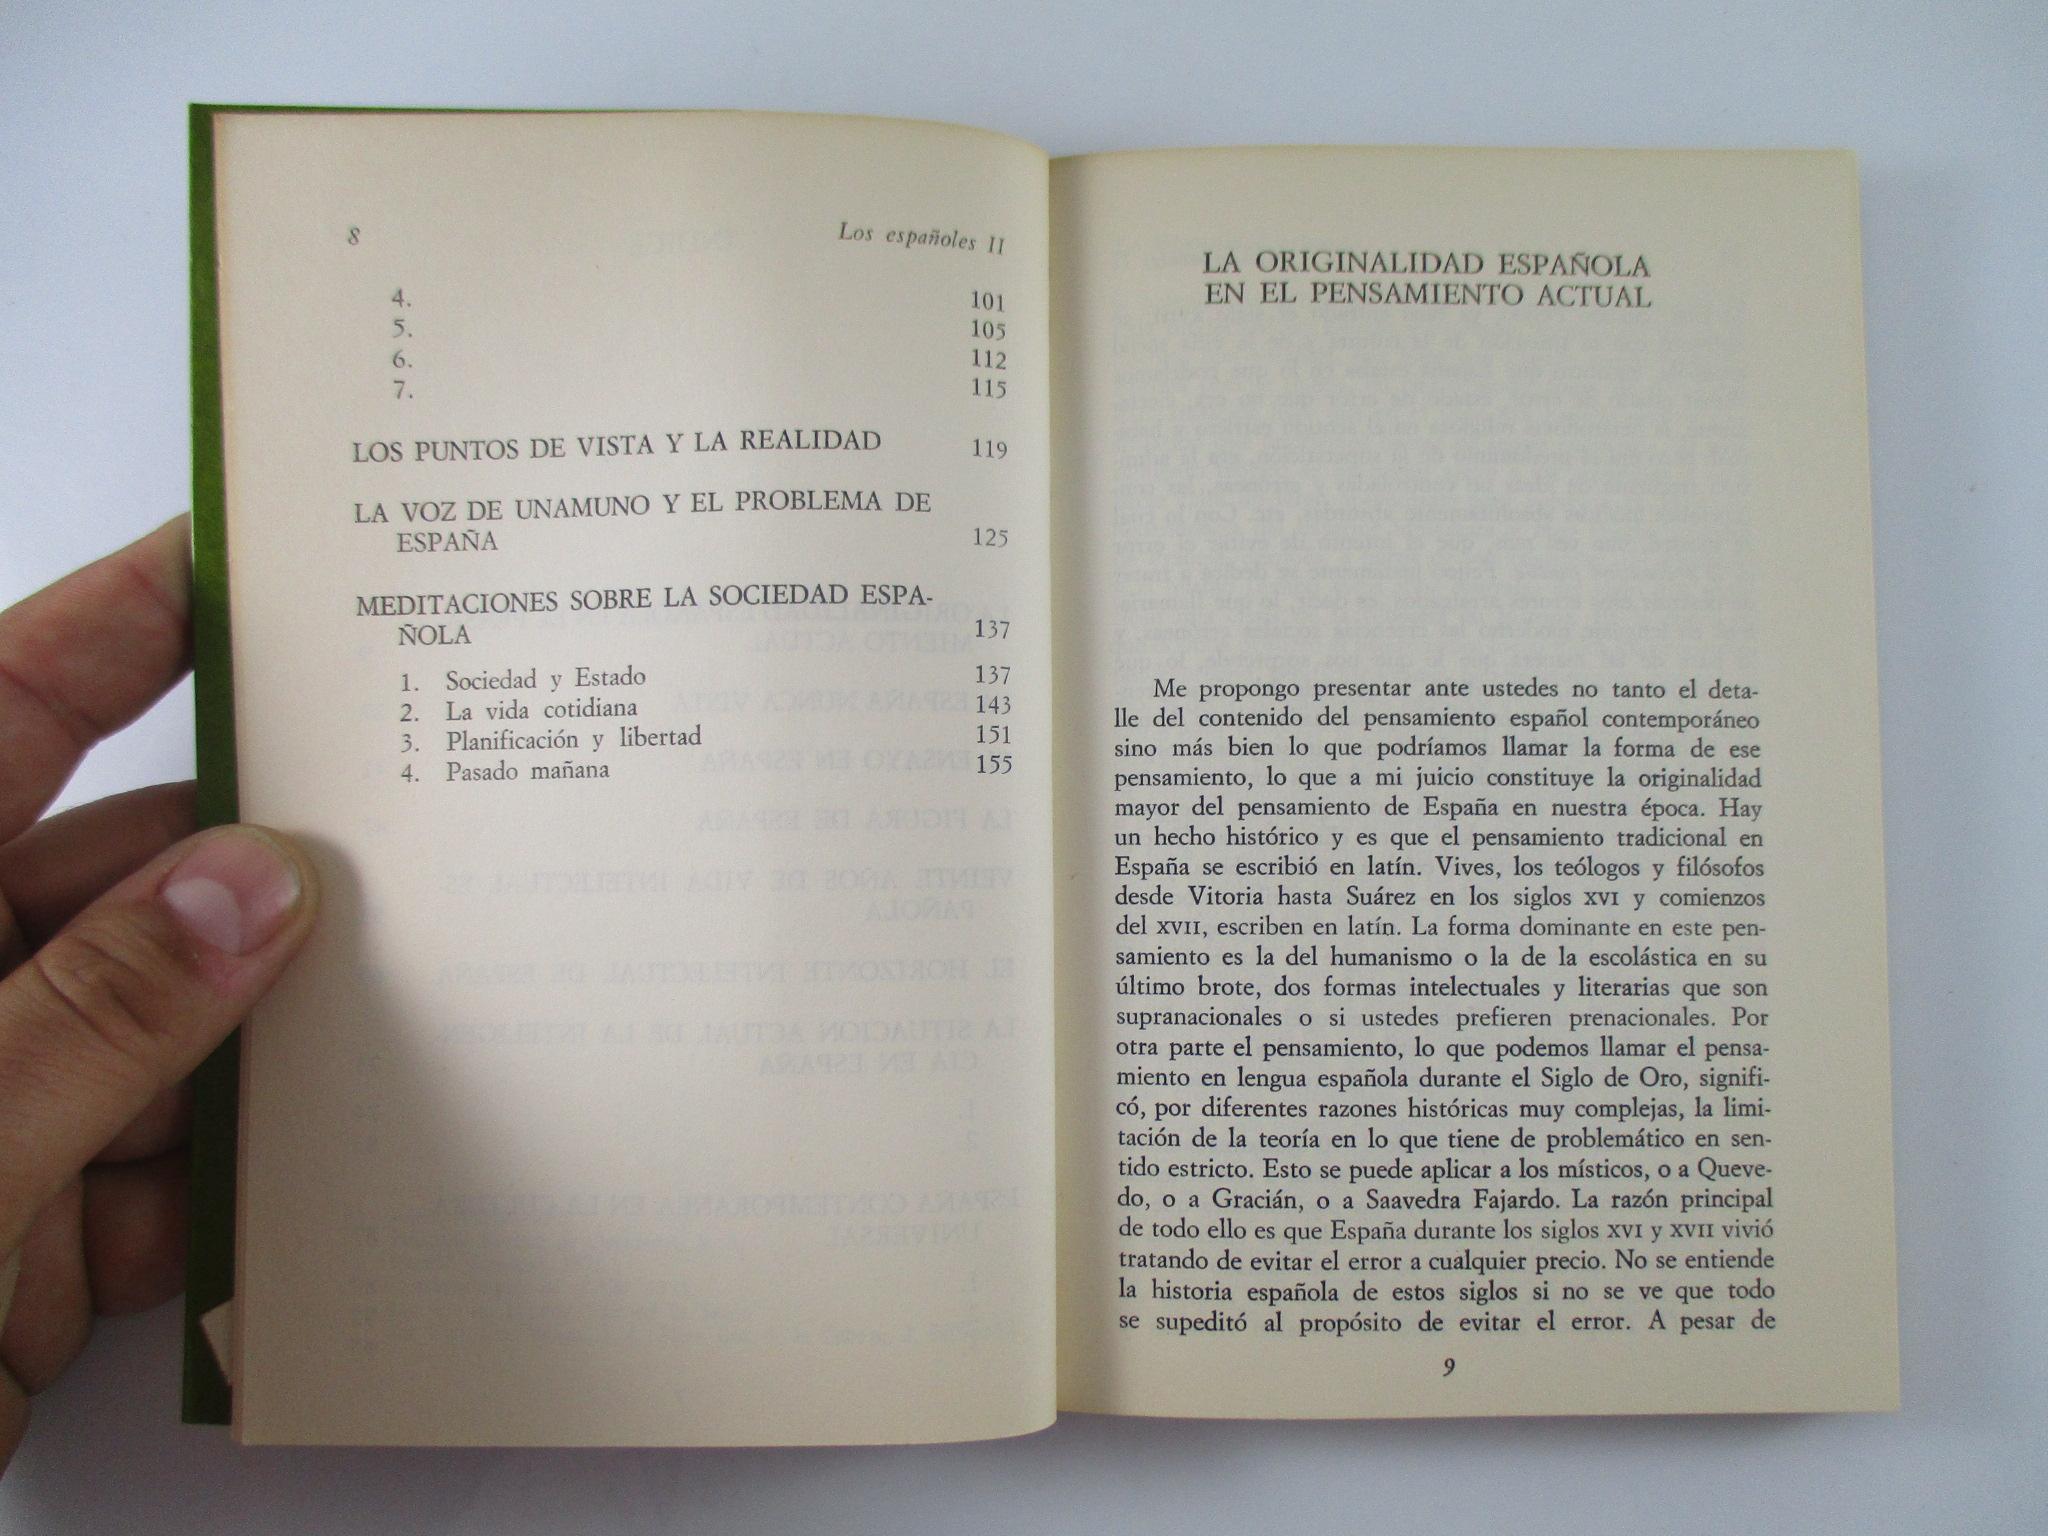 8 Los españoles II
4. 101
5. 105
6. 112
7. 115
LOS PUNTOS DE VISTA Y LA REALIDAD 119
LA VOZ DE UNAMUNO Y EL PROBLEMA DE
ESPAÑA 125
MEDITACIONES SOBRE LA SOCIEDAD ESPA-
ÑOLA 137
1. Sociedad y Estado 137
2. La vida cotidiana 143
3. Planificación y libertad 151
4. Pasado mañana 155
LA ORIGINALIDAD ESPAÑOLA
EN EL PENSAMIENTO ACTUAL
Me propongo presentar ante ustedes no tanto el deta-
lle del contenido del pensamiento español contemporáneo
sino más bien lo que podríamos llamar la forma de ese
pensamiento, lo que a mi juicio constituye la originalidad
mayor del pensamiento de España en nuestra época. Hay
un hecho histórico y es que el pensamiento tradicional en
España se escribió en latín. Vives, los teólogos y filósofos
desde Vitoria hasta Suárez en los siglos XVI y comienzos
del XVII, escriben en latín. La forma dominante en este pen-
samiento es la del humanismo o la de la escolástica en su
último brote, dos formas intelectuales y literarias que son
supranacionales o si ustedes prefieren prenacionales. Por
otra parte el pensamiento, lo que podemos llamar el pensa-
miento en lengua española durante el Siglo de Oro, signifi-
có, por diferentes razones históricas muy complejas, la limi-
tación de la teoría en lo que tiene de problemático en sen-
tido estricto. Esto se puede aplicar a los místicos, o a Queve-
do, o a Gracián, o a Saavedra Fajardo. La razón principal
de todo ello es que España durante los siglos XVI y XVII vivió
tratando de evitar el error a cualquier precio. No se entiende
la historia española de estos siglos si no se ve que todo
se supeditó al propósito de evitar el error. A pesar de
9